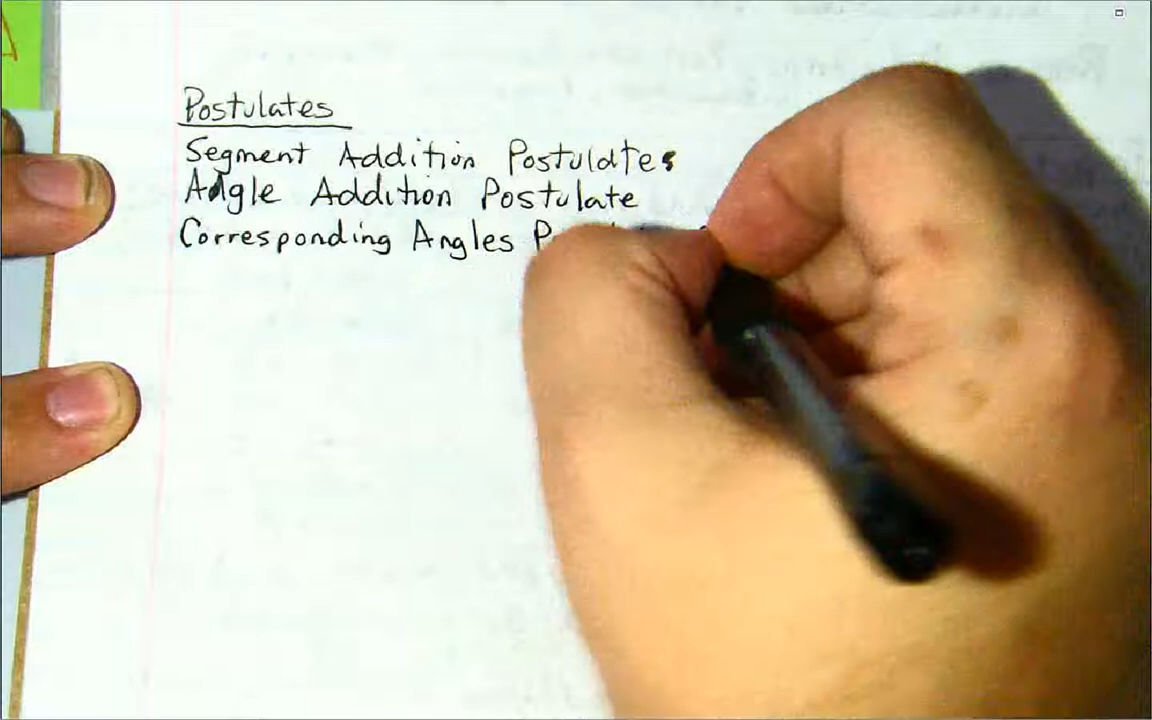 Postulates
Segment Addition Postulates
Angle Addition Postulate
Corresponding Angles